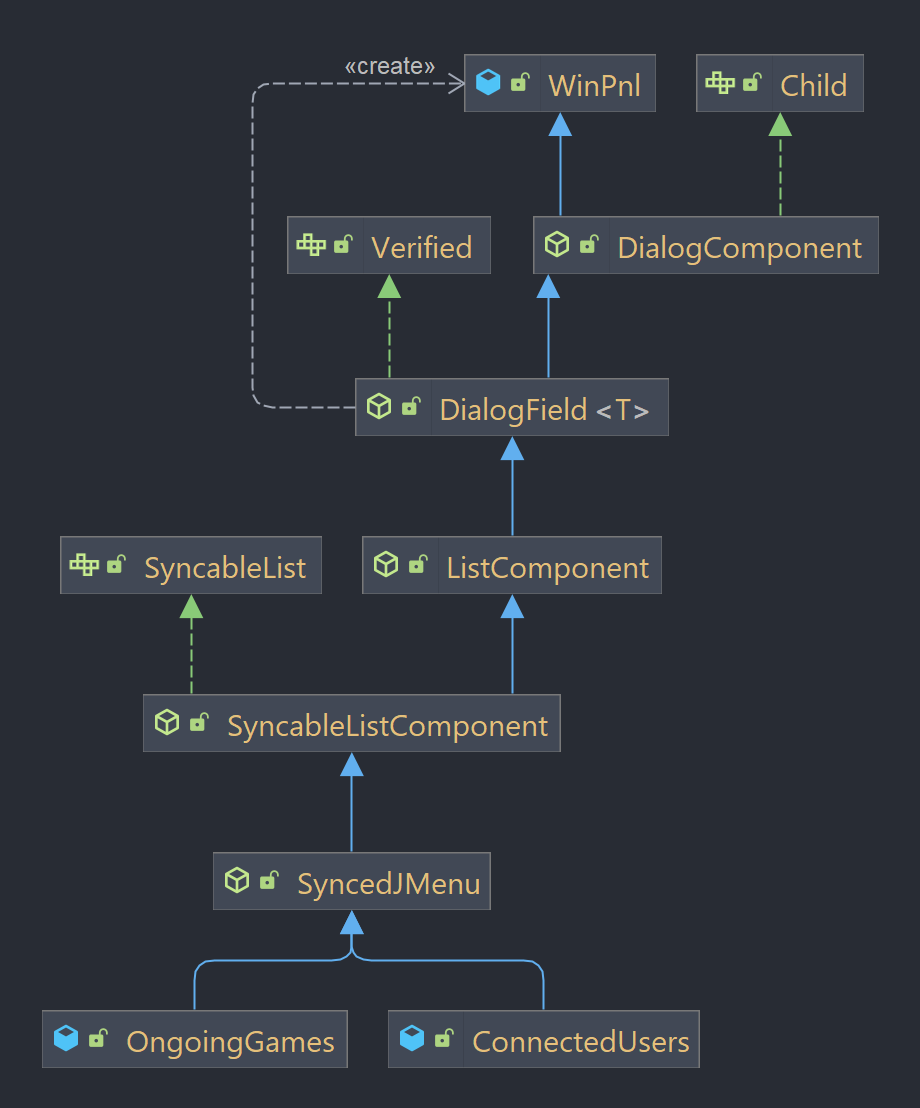 «create»
WinPnl
Child
Verified
DialogComponent
DialogField <T>
SyncableList
ListComponent
SyncableListComponent
SyncedJMenu
OngoingGames
ConnectedUsers